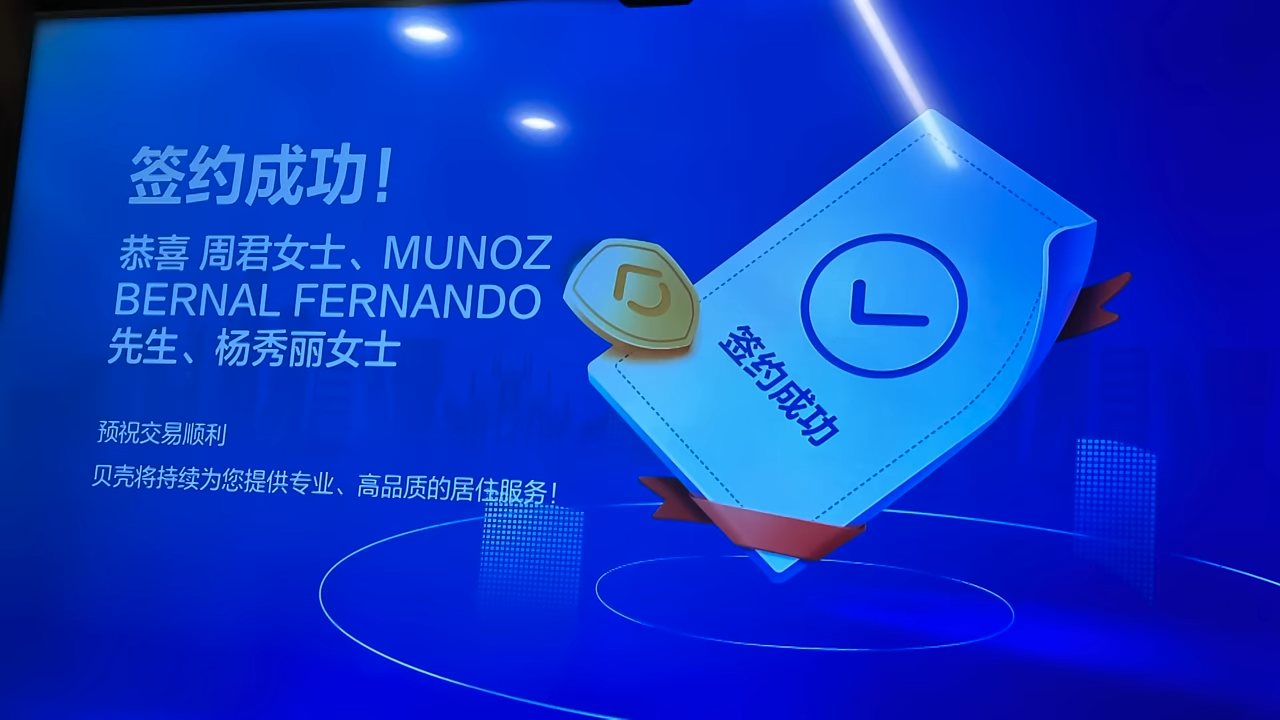 签约成功！
恭喜 周君女士、MUNOZ
BERNAL FERNANDO
先生、杨秀丽女士
预祝交易顺利
贝壳将持续为您提供专业、高品质的居住服务！
签约成功